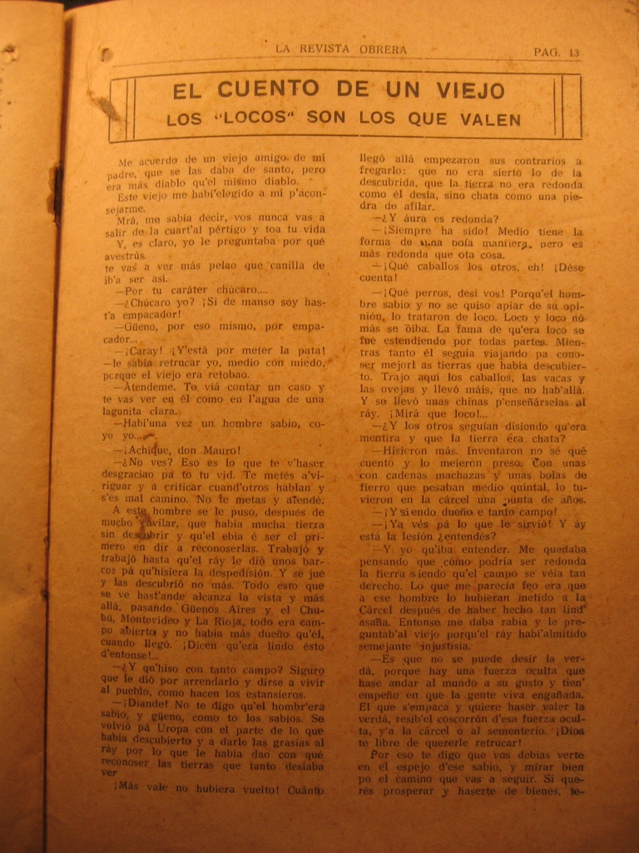 LA REVISTA OBRERA
PAG. 13
EL CUENTO DE UN VIEJO
LOS "LOCOS" SON LOS QUE VALEN
Me acuerdo de un viejo amigo de mi
padre, que se las daba de santo, pero
era más diablo qu'el mismo diablo.
Este viejo me habí'elegido a mí p'acon-
sejarme.
Mrá, me sabía decir, vos nunca vas a
salir de la cuart'al pértigo y toa tu vida
Y, es claro, yo le preguntaba por qué
avestrús.
te vas a ver más pelao que canilla de
ib'a ser así.
—Por tu caráter chúcaro....
—¿Chúcaro yo? ¡Si de manso soy has-
t'a empacador!
—Güeno, por eso mismo, por empa-
cador...
—¡Caray! ¡Y'está por meter la pata!
—le sabía retrucar yo, medio con miedo,
porque el viejo era retobao.
—Atendeme. Te viá contar un caso y
te vas ver en él como en l'agua de una
lagunita clara.
—Habí'una vez un hombre sabio, co-
yo yo...
—¡Achique, don Mauro!
—¿No ves? Eso es lo que te v'haser
desgraciao pa to tu vid. Te metés a'vi-
riguar y a criticar cuand'otros hablan y
s'es mal camino. No te metas y atendé.
A este hombre se le puso, después de
mucho cavilar, que había mucha tierra
sin descubrir y qu'el ebía é ser el pri-
mero en dir a reconoserlas. Trabajó y
trabajó hasta qu'el ráy le dió unos bar-
cos pá qu'hisiera la despedisión. Y se jué
y las descubrió no más. Todo esto que
se ve hast'ande alcanza la vista y más
allá, pasando Güenos Aires y el Chu-
bú, Montevideo y La Rioja, todo era cam-
po abierto y no había más dueño qu'él,
cuando llegó. ¡Dicen qu'era lindo ésto
d'entonse!...
—¿Y qu'hiso con tanto campo? Siguro
que le dió por arrendarlo y dirse a vivir
al pueblo, como hacen los estansieros.
—¡Diande! No te digo qu'el hombr'era
sabio, y güeno, como to los sabios. Se
volvió pá Uropa con el parte de lo que
había descubierto y a darle las grasias al
ráy por lo que le había dao con qué
reconoser las tierras que tanto desiaba
ver
¡Más vale no hubiera vuelto! Cuánto
llegó allá empezaron sus contrarios a
fregarlo: que no era sierto lo de la
descubrida, que la tierra no era redonda
como él desía, sino chata como una pie-
dra de afilar.
—¿Y áura es redonda?
—¡Siempre ha sido! Medio tiene la
forma de una boia manflera, pero es
más redonda que ota cosa.
—¡Qué caballos los otros, eh! ¡Dése
cuenta!
—¡Qué perros, desí vos! Porqu'el hom-
bre sabio y no se quiso apiar de su opi-
nión, lo trataron de loco. Loco y loco nó
más se diba. La fama de qu'era loco se
fué estendiendo por todas partes. Mien-
tras tanto él seguía viajando pa cono-
ser mejorl as tierras que había descubier-
to. Trajo aquí los caballos, las vacas y
las ovejas y llevó máis, que no hab'allá.
Y se llevó unas chinas p'enseñárselas al
ráy. ¡Mirá que loco!...
—¿Y los otros seguían disiendo qu'era
mentira y que la tierra éra chata?
—Hisieron más. Inventaron no sé qué
cuento y lo meieron preso. Con unas
con cadenas machazas y unas bolas de
fierro que pesaban medio quintal, lo tu-
vieron en la cárcel una punta de años.
—¡Y siendo dueño e tanto campo!
—¡Ya vés pá lo que le sirvió! Y áy
está la lesión ¿entendés?
—Y yo qu'iba entender. Me quedaba
pensando que cómo podría ser redonda
la tierra siendo qu'el campo se véia tan
derecho. Lo que me parecía feo era que
a ese hombre lo hubieran metido a la
Cárcel después de haber hecho tan lind'
asaña. Entonse me daba rabia y le pre-
guntab'al viejo porqu'el ráy habí'almitido
semejante injustisia.
—Es que no se puede desir la ver-
dá, porque hay una fuerza oculta que
hase andar al mundo a su gusto y tien'
empeño en que la gente viva engañada.
El que s'empaca y quiere haser valer la
verdá, resib'el coscorrón d'esa fuerza ocul-
ta, y'a la cárcel o al sementerio. ¡Dios
te libre de quererle retrucar!
Por eso te digo que vos debías verte
en el espejo d'ese sabio, y mirar bien
po el camino que vas a seguir. Si que-
rés prosperar y haserte de bienes, te-